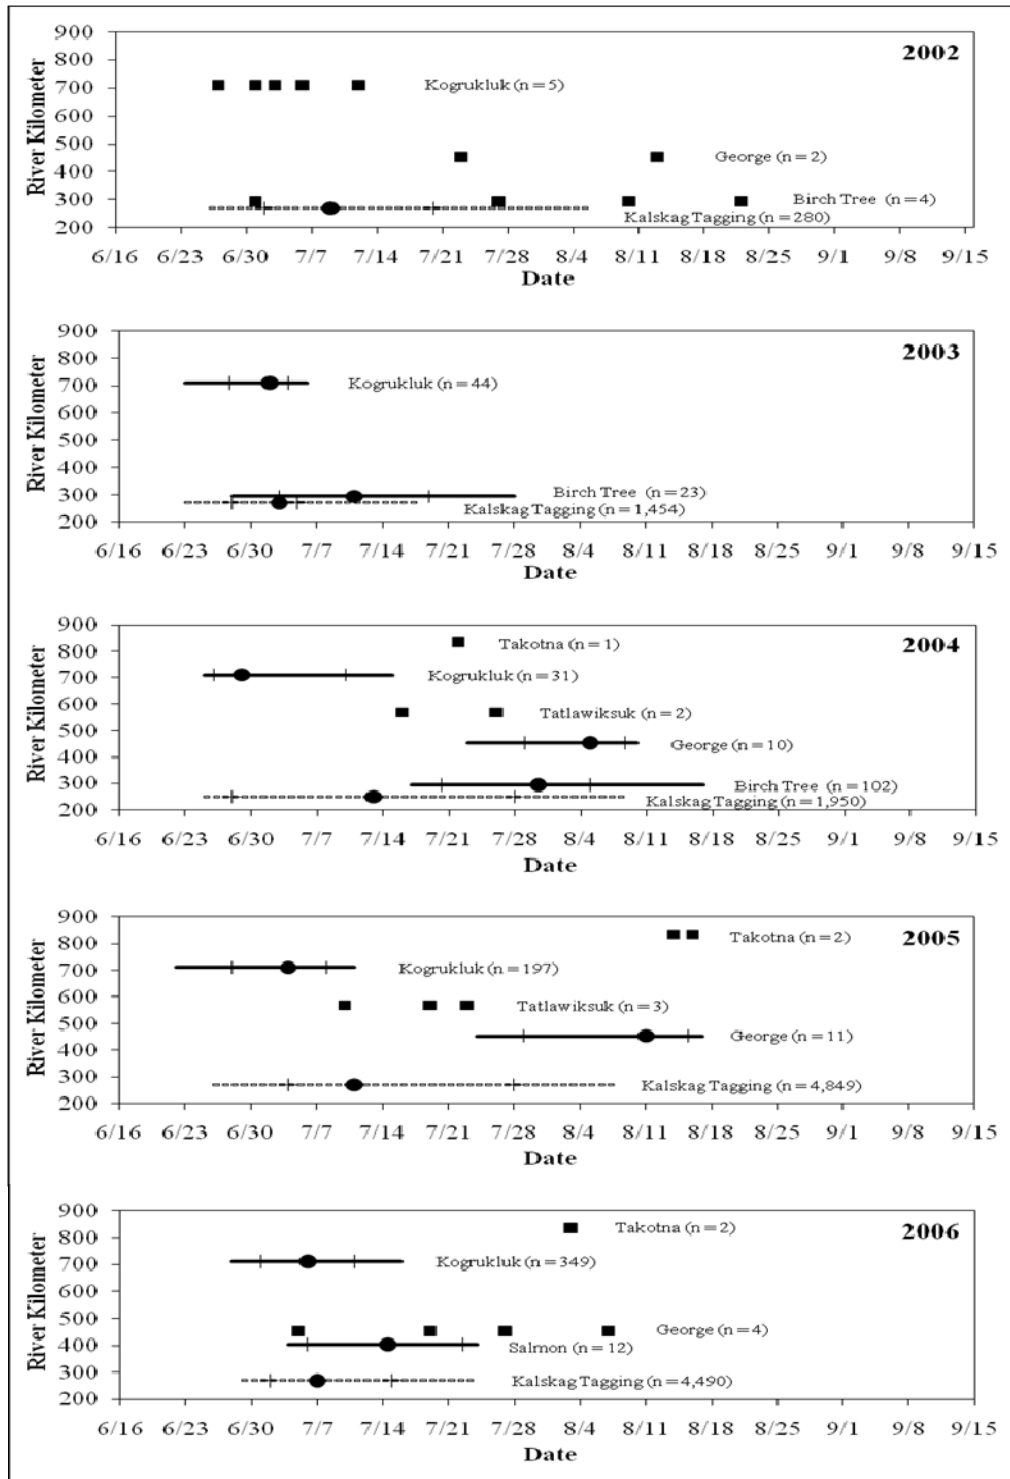 900
2002
800
700
Kogrukluk (n = 5)
600
500
George (n = 2)
400
300
Birch Tree (n = 4)
Kalskag Tagging (n = 280)
200
River Kilometer
6/16 6/23 6/30 7/7 7/14 7/21 7/28 8/4 8/11 8/18 8/25 9/1 9/8 9/15
Date
900
2003
800
700
Kogrukluk (n = 44)
600
500
400
300
Birch Tree (n = 23)
Kalskag Tagging (n = 1,454)
200
River Kilometer
6/16 6/23 6/30 7/7 7/14 7/21 7/28 8/4 8/11 8/18 8/25 9/1 9/8 9/15
Date
900
2004
Takotna (n = 1)
800
700
Kogrukluk (n = 31)
600
Tatlawiksuk (n = 2)
500
George (n = 10)
400
300
Birch Tree (n = 102)
Kalskag Tagging (n = 1,950)
200
River Kilometer
6/16 6/23 6/30 7/7 7/14 7/21 7/28 8/4 8/11 8/18 8/25 9/1 9/8 9/15
Date
900
2005
Takotna (n = 2)
800
700
Kogrukluk (n = 197)
600
Tatlawiksuk (n = 3)
500
George (n = 11)
400
300
Kalskag Tagging (n = 4,849)
200
River Kilometer
6/16 6/23 6/30 7/7 7/14 7/21 7/28 8/4 8/11 8/18 8/25 9/1 9/8 9/15
Date
900
2006
Takotna (n = 2)
800
700
Kogrukluk (n = 349)
600
500
George (n = 4)
400
Salmon (n = 12)
300
Kalskag Tagging (n = 4,490)
200
River Kilometer
6/16 6/23 6/30 7/7 7/14 7/21 7/28 8/4 8/11 8/18 8/25 9/1 9/8 9/15
Date